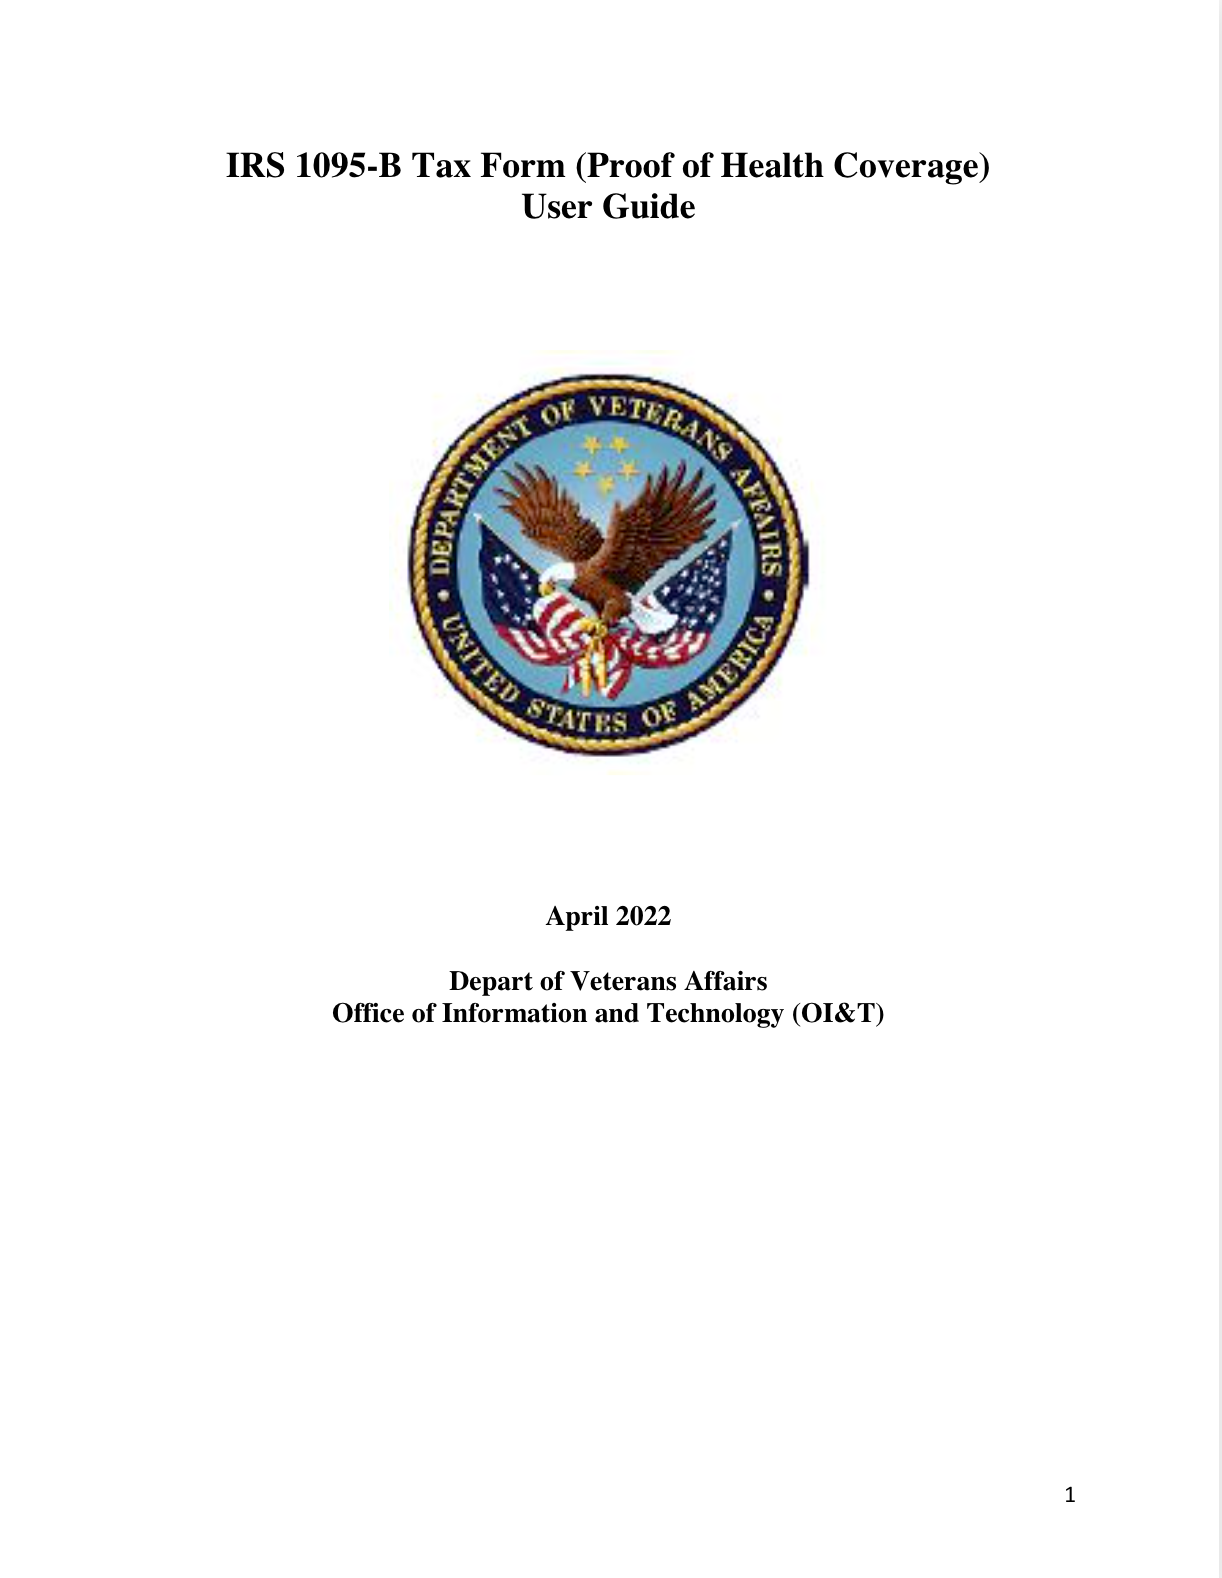 IRS 1095-B Tax Form (Proof of Health Coverage)
User Guide
DEPARTMENT OF VETERANS AFFAIRS
UNITED STATES OF AMERICA
April 2022
Depart of Veterans Affairs
Office of Information and Technology (OI&T)
1